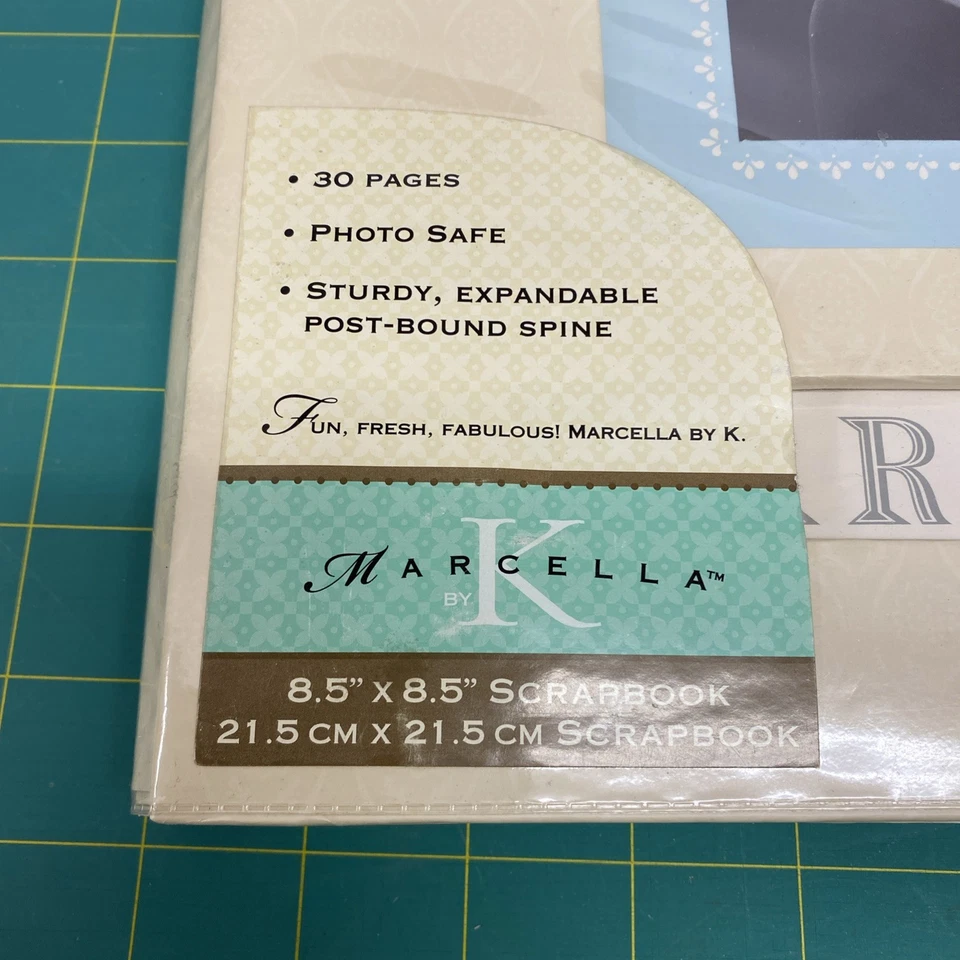 • 30 PAGES
• PHOTO SAFE
• STURDY, EXPANDABLE
POST-BOUND SPINE
FUN, FRESH, FABULOUS! MARCELLA BY K.
MARCELLA™
BY K
8.5” X 8.5” SCRAPBOOK
21.5 CM X 21.5 CM SCRAPBOOK
R